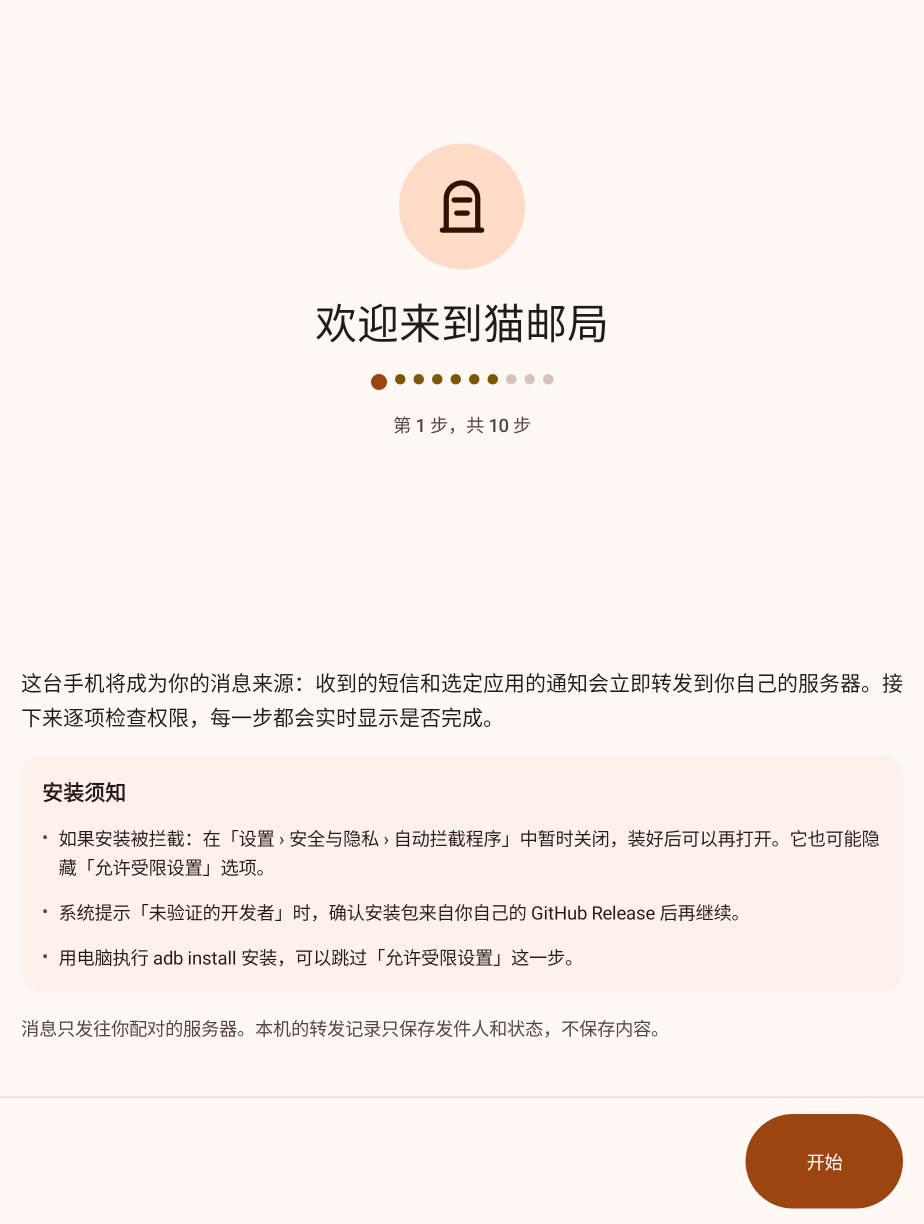 欢迎来到猫邮局
第 1 步，共 10 步
这台手机将成为你的消息来源：收到的短信和选定应用的通知会立即转发到你自己的服务器。接
下来逐项检查权限，每一步都会实时显示是否完成。
安装须知
• 如果安装被拦截：在「设置 › 安全与隐私 › 自动拦截程序」中暂时关闭，装好后可以再打开。它也可能隐
藏「允许受限设置」选项。
• 系统提示「未验证的开发者」时，确认安装包来自你自己的 GitHub Release 后再继续。
• 用电脑执行 adb install 安装，可以跳过「允许受限设置」这一步。
消息只发往你配对的服务器。本机的转发记录只保存发件人和状态，不保存内容。
开始